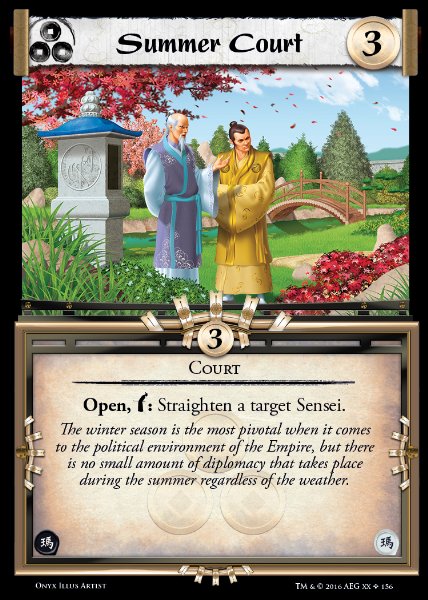 Summer Court
3
3
Court
Open, : Straighten a target Sensei.
The winter season is the most pivotal when it comes
to the political environment of the Empire, but there
is no small amount of diplomacy that takes place
during the summer regardless of the weather.
瑪 瑪
Onyx Illus Artist
TM & © 2016 AEG XX ❖ 156